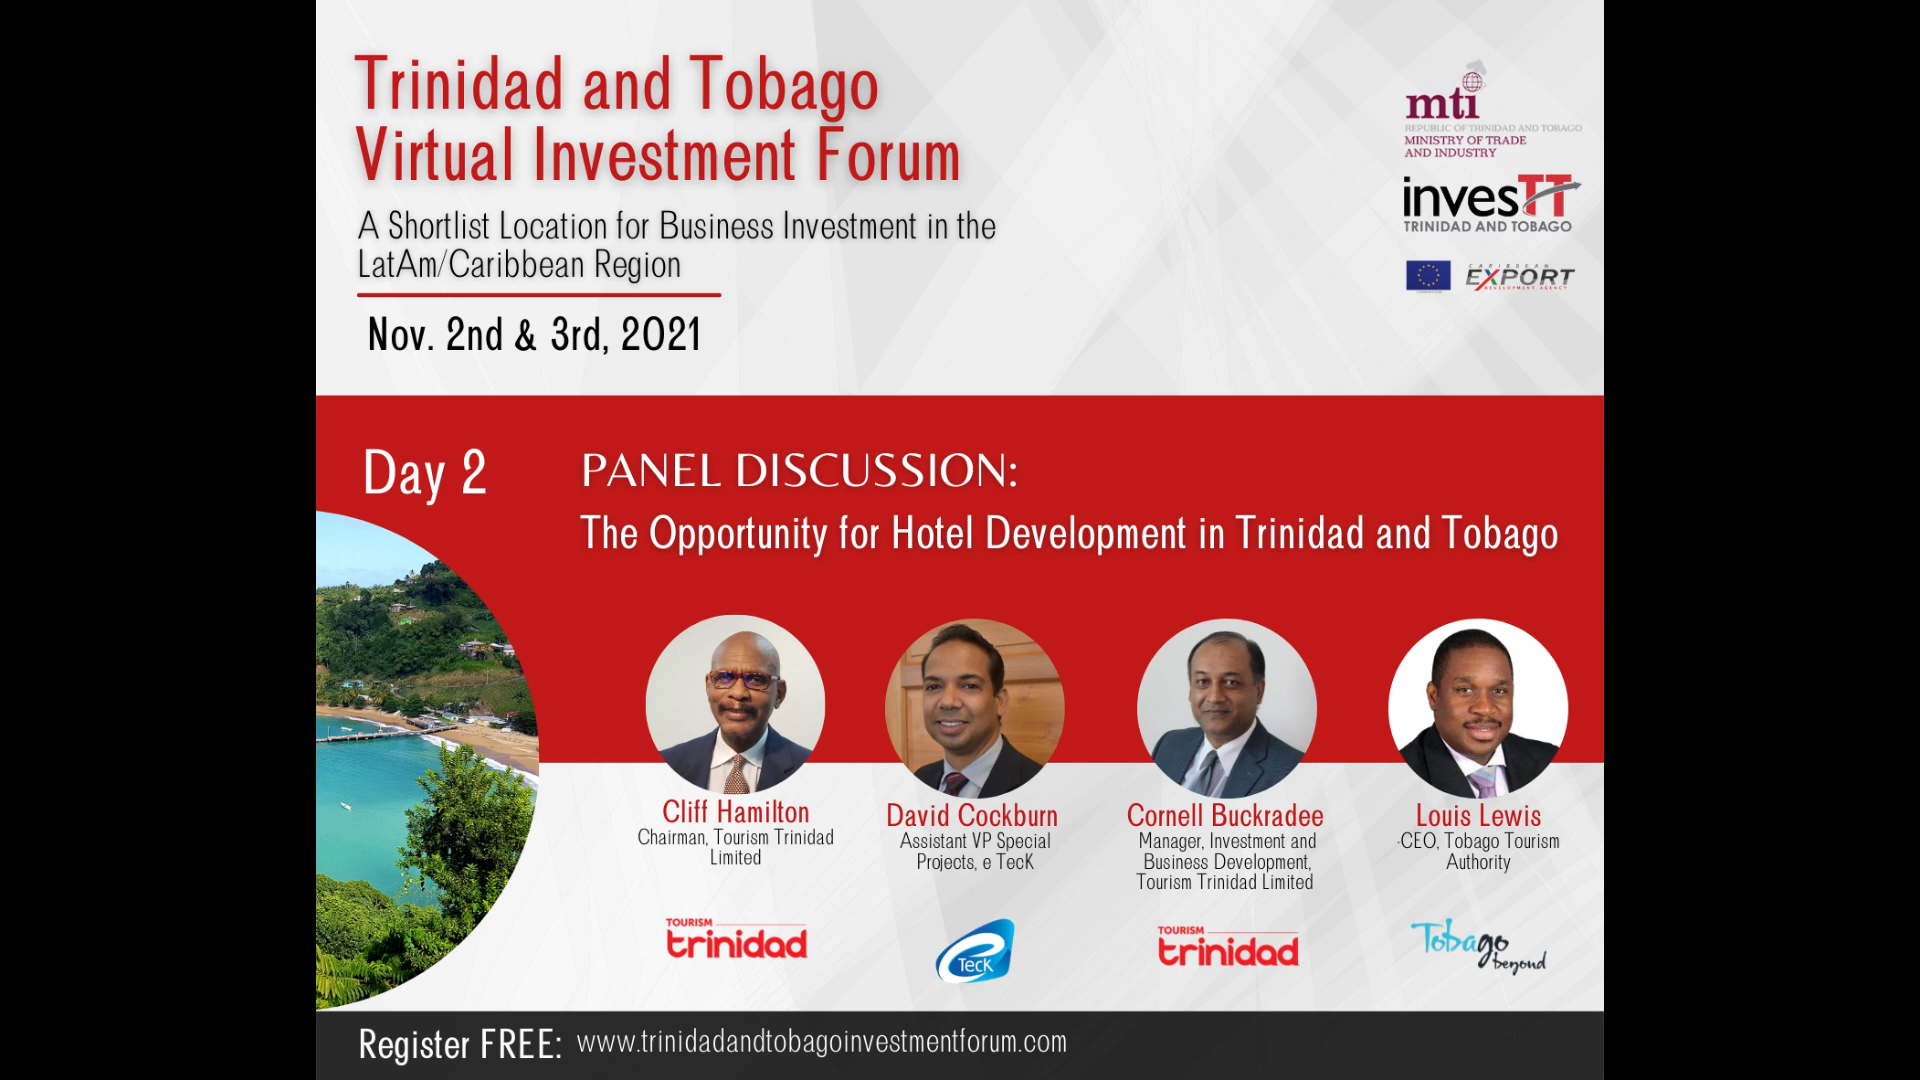 Trinidad and Tobago
Virtual Investment Forum
A Shortlist Location for Business Investment in the
LatAm/Caribbean Region
Nov. 2nd & 3rd, 2021
mti
REPUBLIC OF TRINIDAD AND TOBAGO
MINISTRY OF TRADE
AND INDUSTRY
invesTT
TRINIDAD AND TOBAGO
CARIBBEAN
EXPORT
DEVELOPMENT AGENCY
Day 2
PANEL DISCUSSION:
The Opportunity for Hotel Development in Trinidad and Tobago
Cliff Hamilton
Chairman, Tourism Trinidad
Limited
TOURISM
trinidad
David Cockburn
Assistant VP Special
Projects, e TecK
e
TecK
Cornell Buckradee
Manager, Investment and
Business Development,
Tourism Trinidad Limited
TOURISM
trinidad
Louis Lewis
CEO, Tobago Tourism
Authority
Tobago
beyond
Register FREE: www.trinidadandtobagoinvestmentforum.com